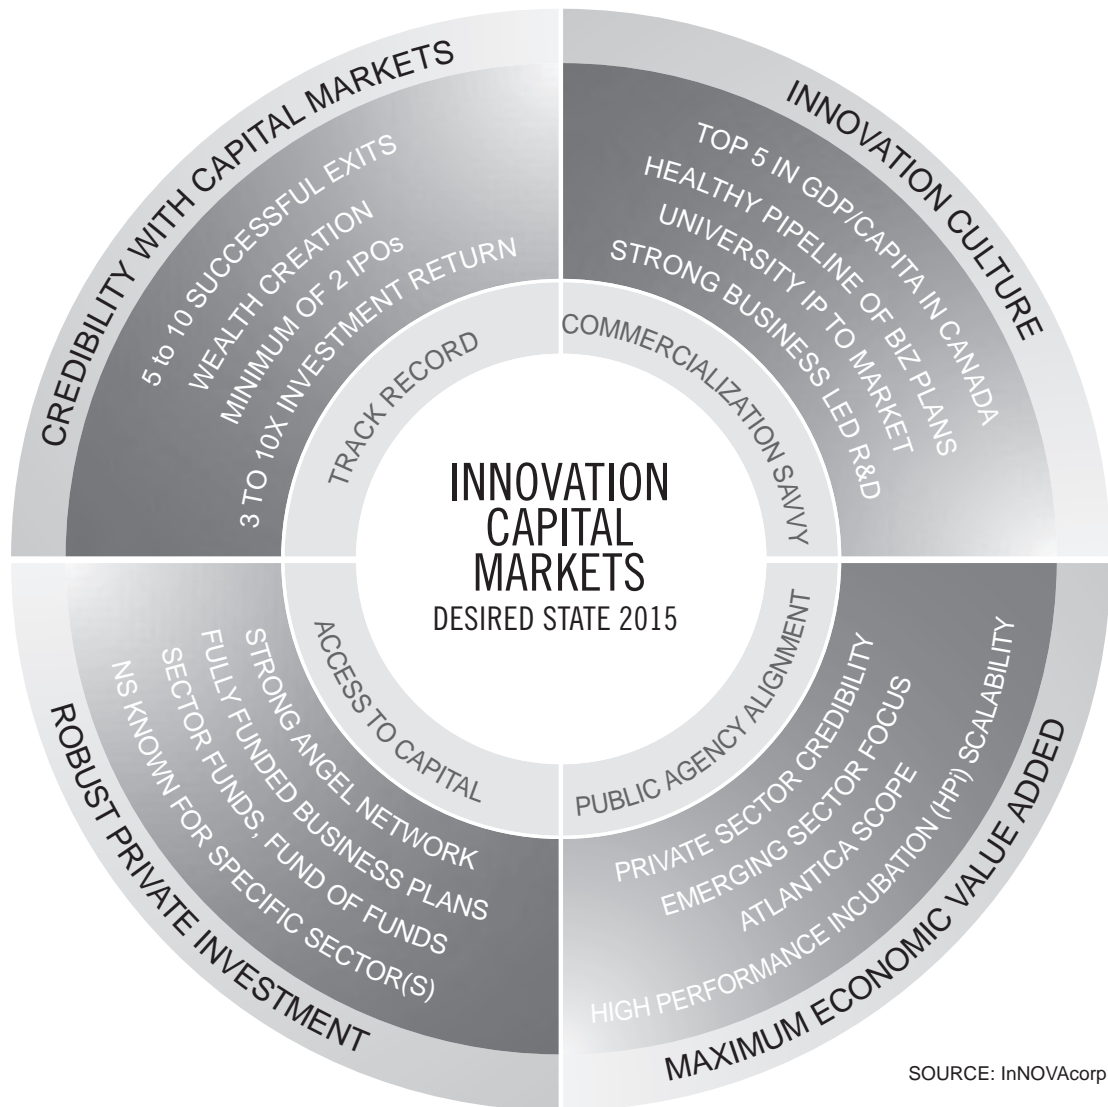 CREDIBILITY WITH CAPITAL MARKETS
5 to 10 SUCCESSFUL EXITS
WEALTH CREATION
MINIMUM OF 2 IPOs
3 TO 10X INVESTMENT RETURN
TRACK RECORD
INNOVATION CULTURE
TOP 5 IN GDP/CAPITA IN CANADA
HEALTHY PIPELINE OF BIZ PLANS
UNIVERSITY IP TO MARKET
STRONG BUSINESS LED R&D
COMMERCIALIZATION SAVVY
INNOVATION
CAPITAL
MARKETS
DESIRED STATE 2015
ACCESS TO CAPITAL
STRONG ANGEL NETWORK
FULLY FUNDED BUSINESS PLANS
SECTOR FUNDS, FUND OF FUNDS
NS KNOWN FOR SPECIFIC SECTOR(S)
ROBUST PRIVATE INVESTMENT
PUBLIC AGENCY ALIGNMENT
PRIVATE SECTOR CREDIBILITY
EMERGING SECTOR FOCUS
ATLANTICA SCOPE
HIGH PERFORMANCE INCUBATION (HPi) SCALABILITY
MAXIMUM ECONOMIC VALUE ADDED
SOURCE: InNOVAcorp